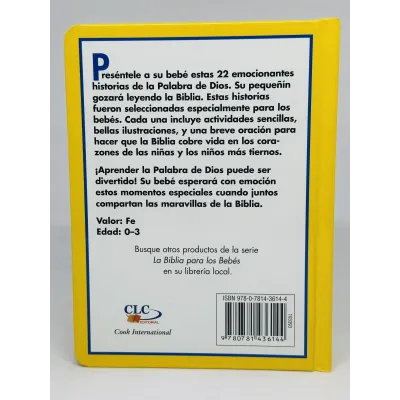 Preséntele a su bebé estas 22 emocionantes
historias de la Palabra de Dios. Su pequeñín
gozará leyendo la Biblia. Estas historias
fueron seleccionadas especialmente para los
bebés. Cada una incluye actividades sencillas,
bellas ilustraciones, y una breve oración para
hacer que la Biblia cobre vida en los cora-
zones de las niñas y los niños más tiernos.
¡Aprender la Palabra de Dios puede ser
divertido! Su bebé esperará con emoción
estos momentos especiales cuando juntos
compartan las maravillas de la Biblia.
Valor: Fe
Edad: 0–3
Busque otros productos de la serie
La Biblia para los Bebés
en su librería local.
CLC
EDITORIAL
Cook International
ISBN 978-0-7814-3614-4
9 780781 436144